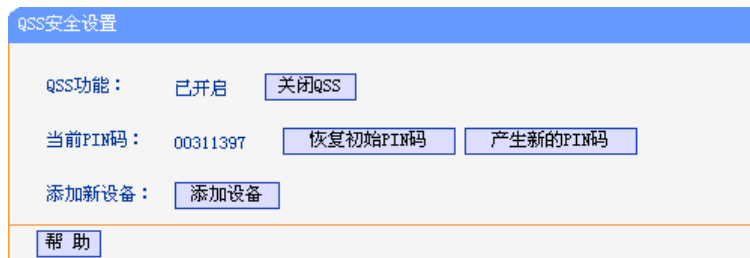 QSS安全设置
QSS功能： 已开启 关闭QSS
当前PIN码： 00311397 恢复初始PIN码 产生新的PIN码
添加新设备： 添加设备
帮 助